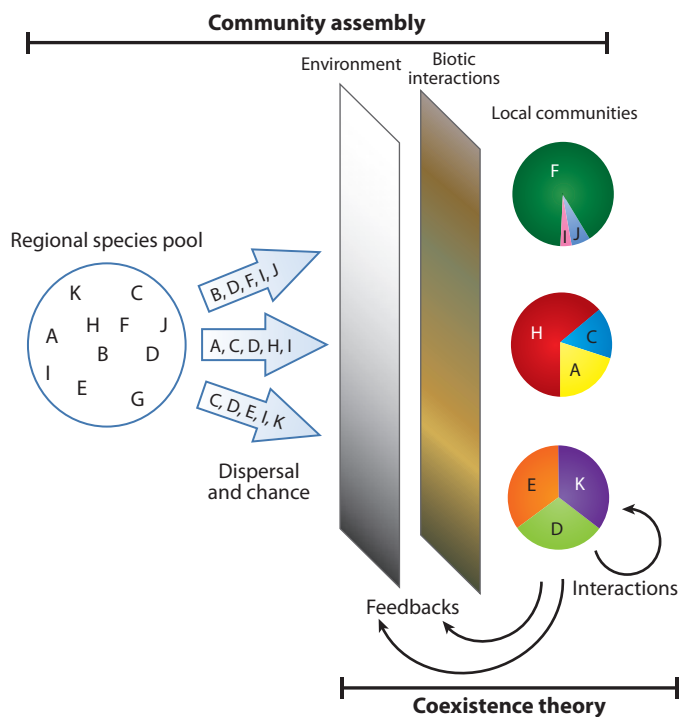 Community assembly
Environment
Biotic
interactions
Local communities
F
I
J
Regional species pool
K
C
H
F
J
A
B
D
I
E
G
B, D, F, I, J
A, C, D, H, I
C, D, E, I, K
H
C
A
Dispersal
and chance
E
K
D
Interactions
Feedbacks
Coexistence theory